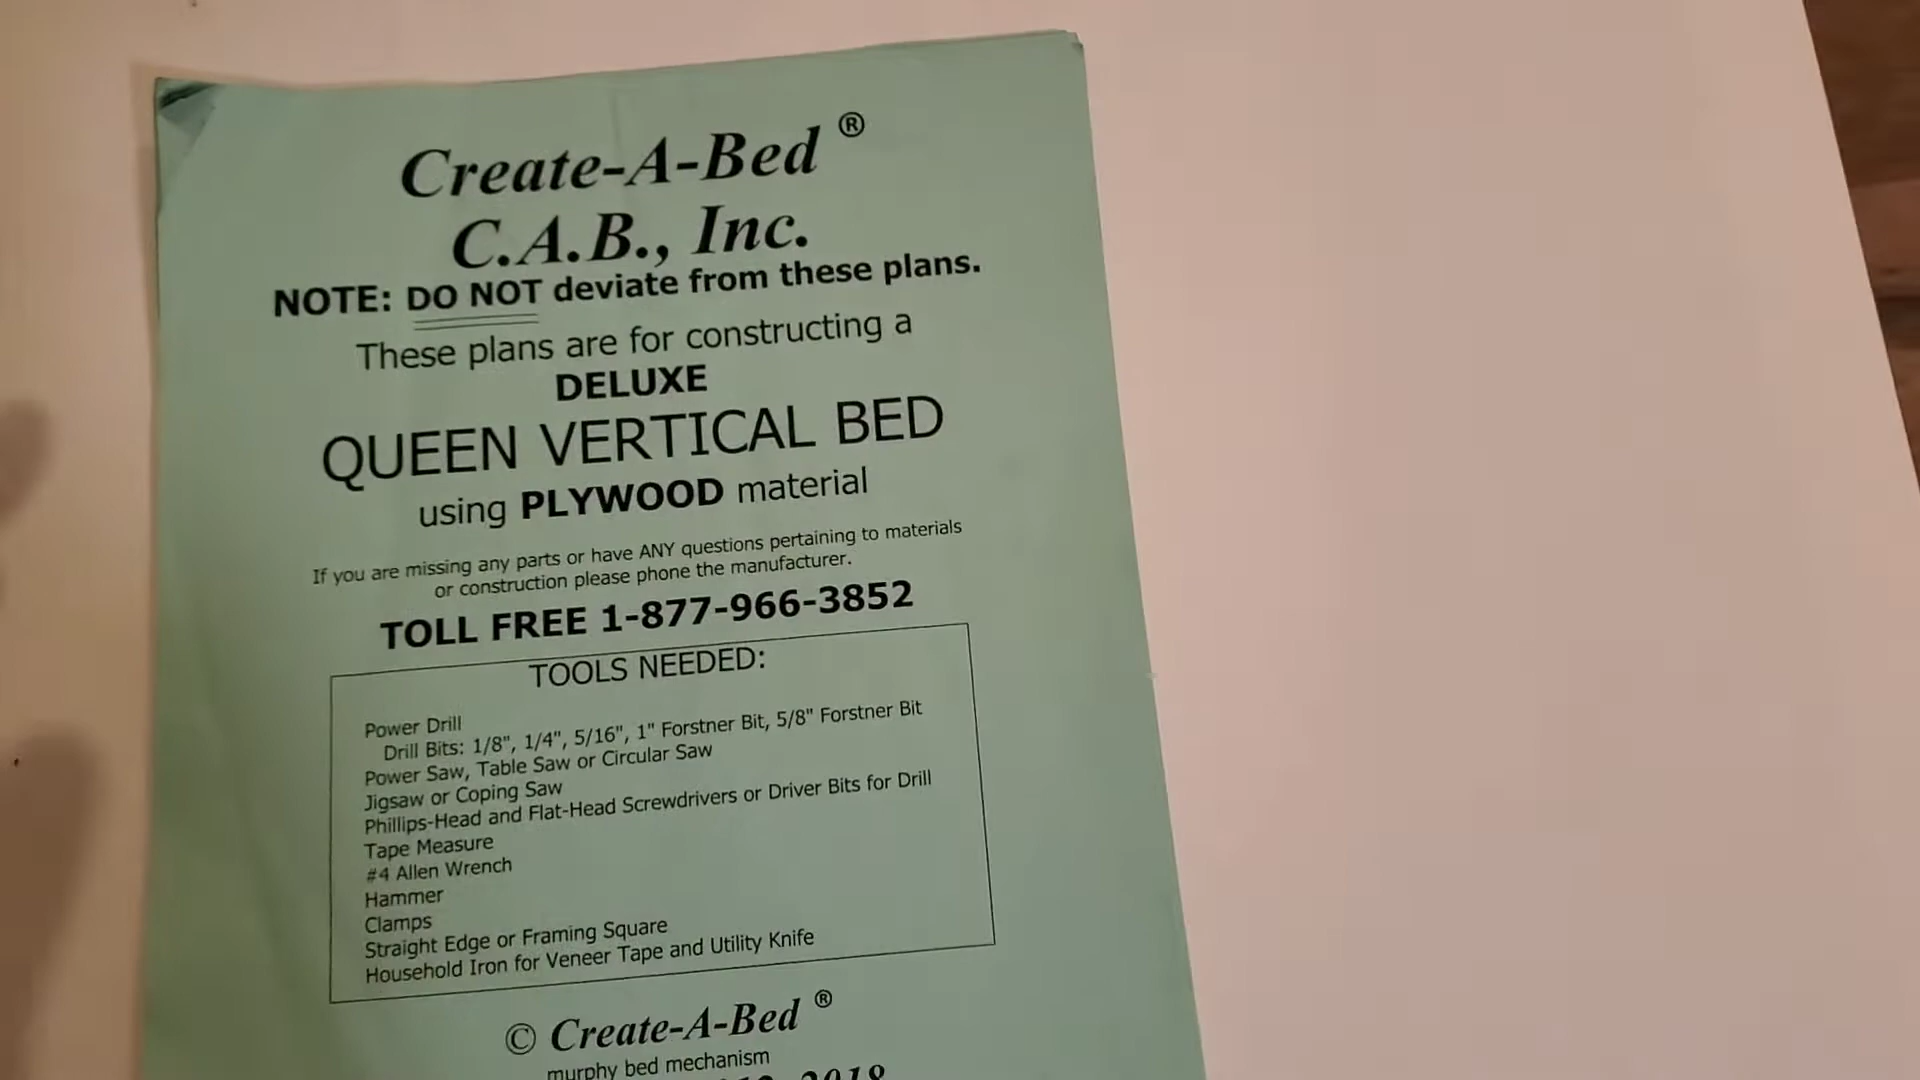 Create-A-Bed ®
C.A.B., Inc.
NOTE: DO NOT deviate from these plans.
These plans are for constructing a
DELUXE
QUEEN VERTICAL BED
using PLYWOOD material
If you are missing any parts or have ANY questions pertaining to materials
or construction please phone the manufacturer.
TOLL FREE 1-877-966-3852
TOOLS NEEDED:
Power Drill
Drill Bits: 1/8", 1/4", 5/16", 1" Forstner Bit, 5/8" Forstner Bit
Power Saw, Table Saw or Circular Saw
Jigsaw or Coping Saw
Phillips-Head and Flat-Head Screwdrivers or Driver Bits for Drill
Tape Measure
#4 Allen Wrench
Hammer
Clamps
Straight Edge or Framing Square
Household Iron for Veneer Tape and Utility Knife
© Create-A-Bed ®
murphy bed mechanism
2018